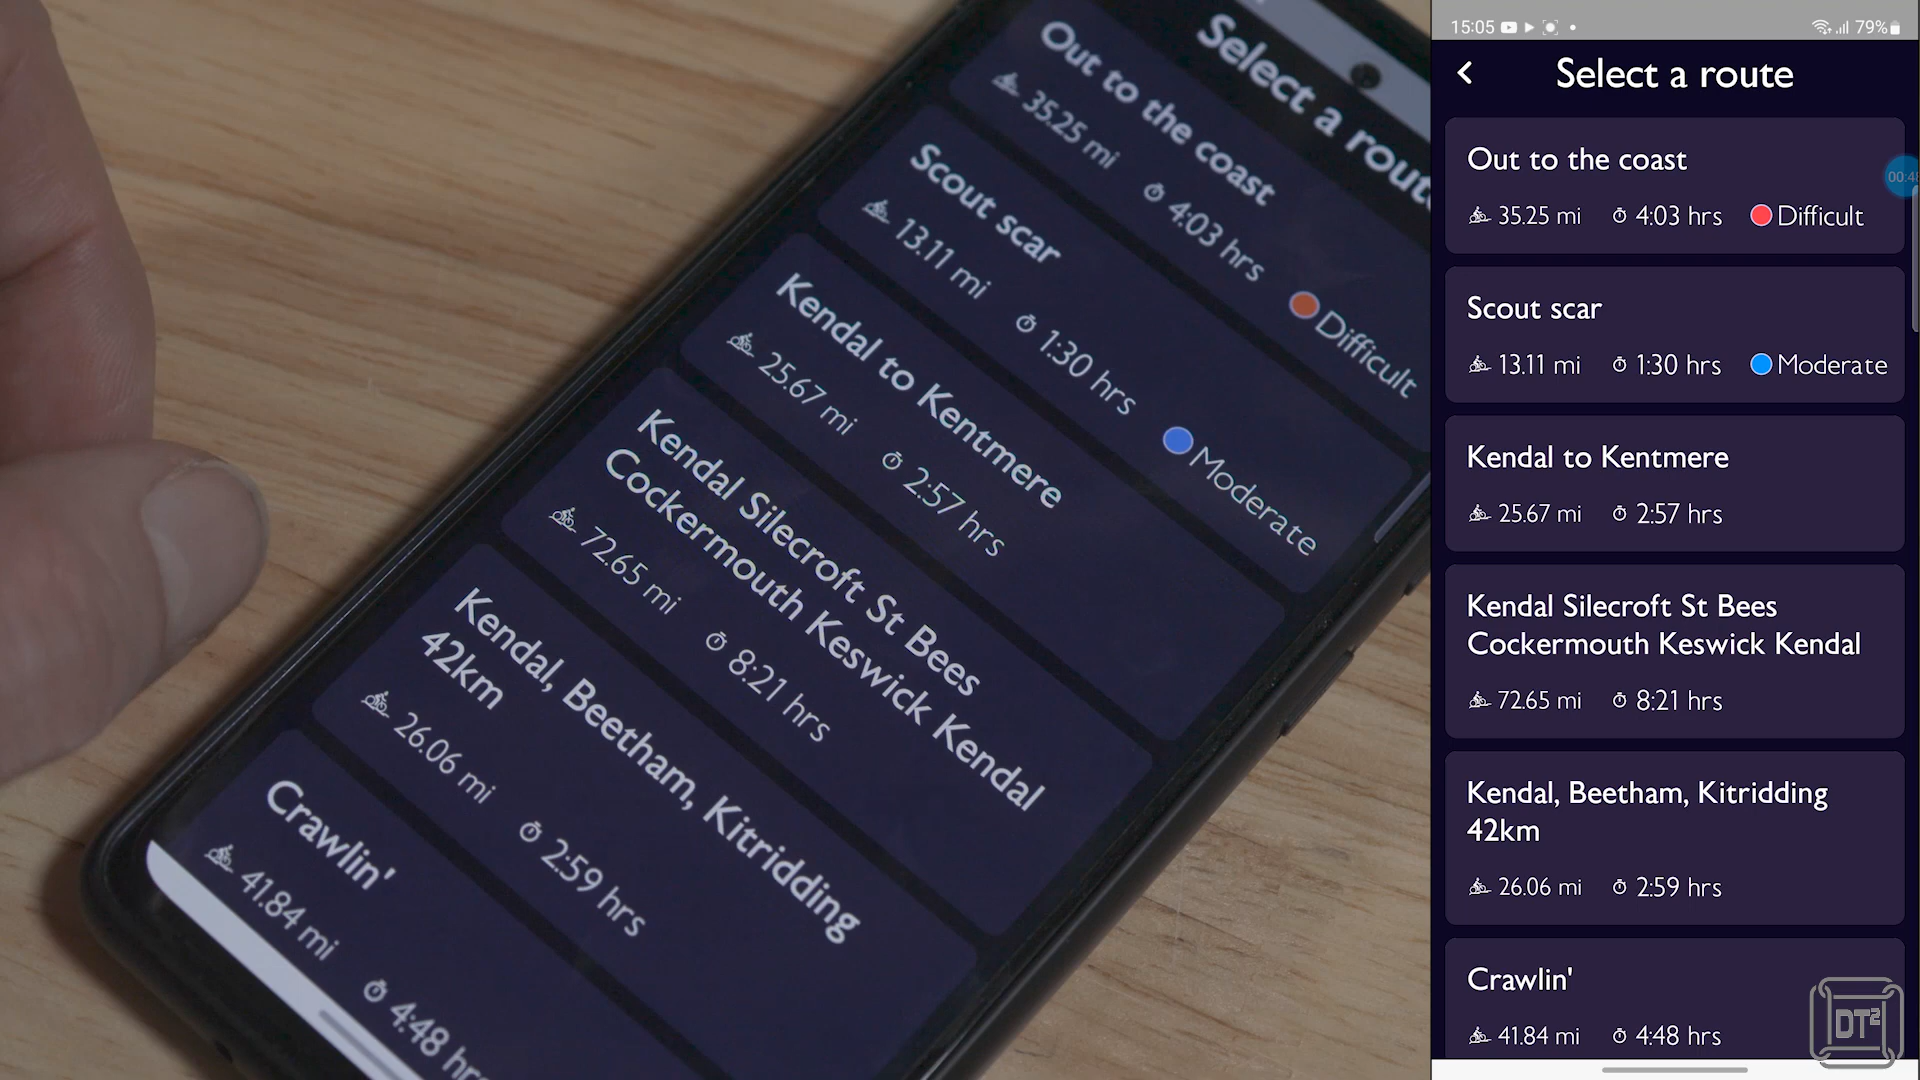 Select a rout
Out to the coast
35.25 mi 4:03 hrs Difficult
Scout scar
13.11 mi 1:30 hrs Moderate
Kendal to Kentmere
25.67 mi 2:57 hrs
Kendal Silecroft St Bees
Cockermouth Keswick Kendal
72.65 mi 8:21 hrs
Kendal, Beetham, Kitridding
42km
26.06 mi 2:59 hrs
Crawlin'
41.84 mi 4:48 hr
15:05 79%
Select a route
Out to the coast
35.25 mi 4:03 hrs Difficult
00:4
Scout scar
13.11 mi 1:30 hrs Moderate
Kendal to Kentmere
25.67 mi 2:57 hrs
Kendal Silecroft St Bees
Cockermouth Keswick Kendal
72.65 mi 8:21 hrs
Kendal, Beetham, Kitridding
42km
26.06 mi 2:59 hrs
Crawlin'
41.84 mi 4:48 hrs
DT2